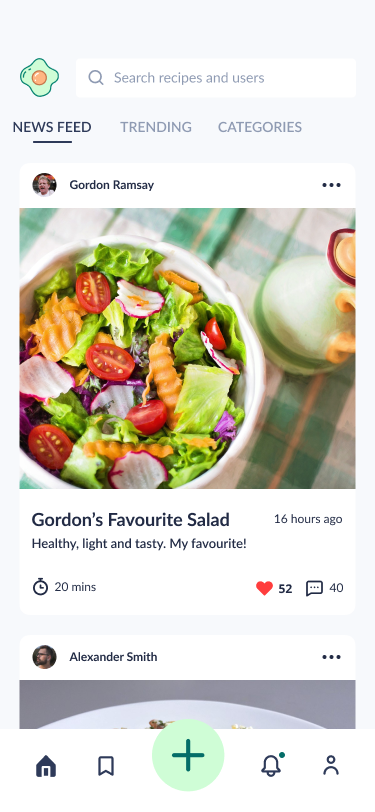 Search recipes and users
NEWS FEED TRENDING CATEGORIES
Gordon Ramsay
Gordon’s Favourite Salad 16 hours ago
Healthy, light and tasty. My favourite!
20 mins 52 40
Alexander Smith